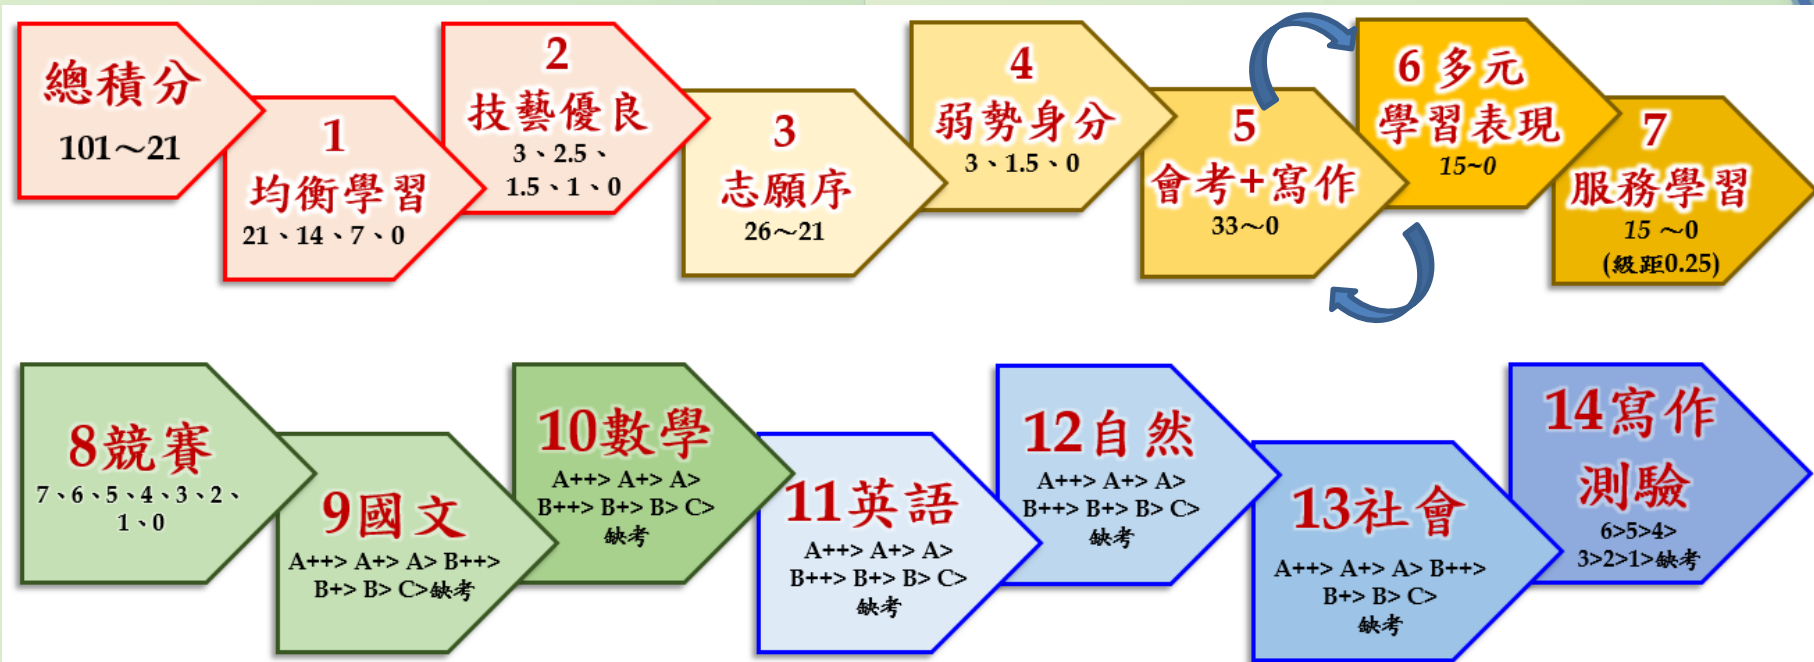 總積分
101～21
1
均衡學習
21、14、7、0
2
技藝優良
3、2.5、
1.5、1、0
3
志願序
26～21
4
弱勢身分
3、1.5、0
5
會考+寫作
33～0
6 多元
學習表現
15~0
7
服務學習
15 ～0
(級距0.25)
8競賽
7、6、5、4、3、2、
1、0
9國文
A++> A+> A> B++>
B+> B> C>缺考
10數學
A++> A+> A>
B++> B+> B> C>
缺考
11英語
A++> A+> A>
B++> B+> B> C>
缺考
12自然
A++> A+> A>
B++> B+> B> C>
缺考
13社會
A++> A+> A> B++>
B+> B> C>
缺考
14寫作
測驗
6>5>4>
3>2>1>缺考